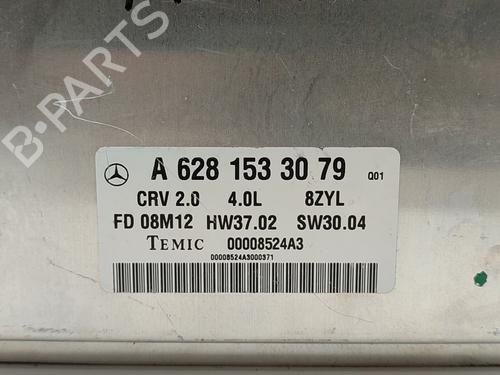 B-PARTS
A 628 153 30 79 Q01
CRV 2.0 4.0L 8ZYL
FD 08M12 HW37.02 SW30.04
TEMIC 00008524A3
00008524A3000371